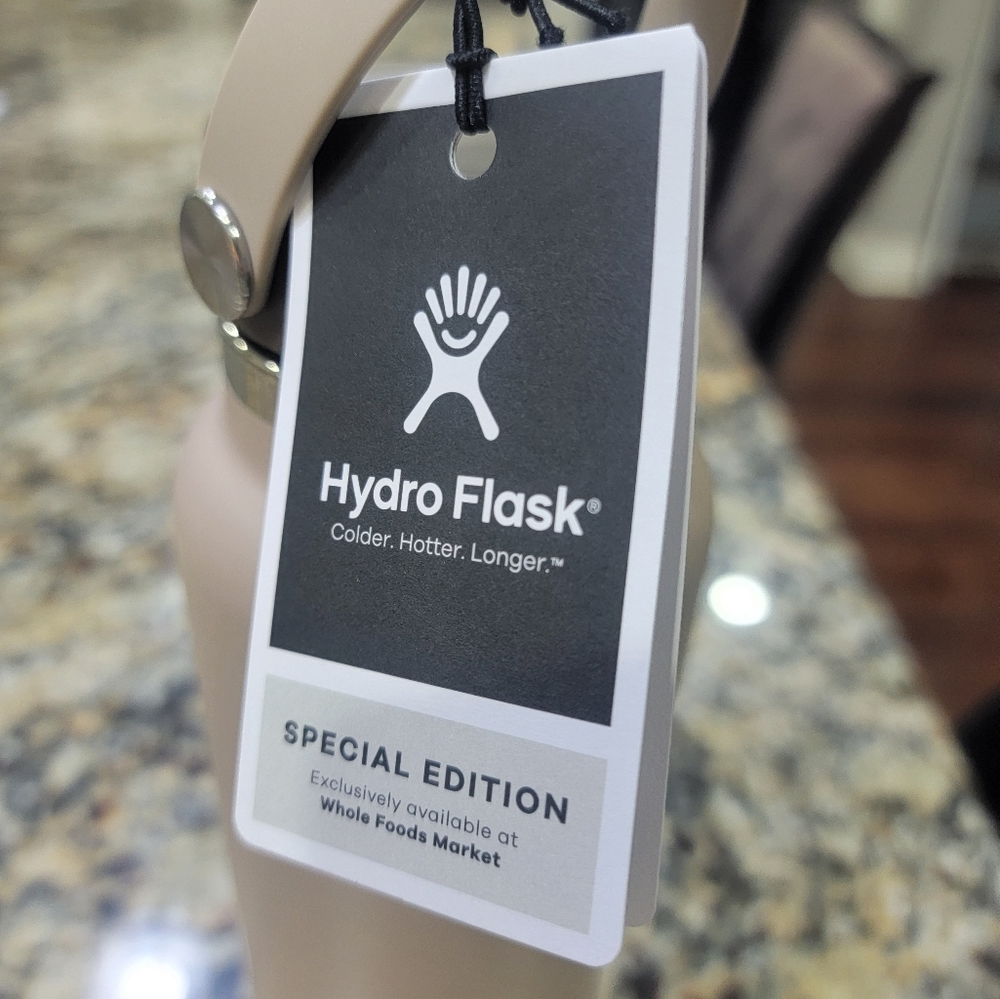 Hydro Flask®
Colder. Hotter. Longer.™
SPECIAL EDITION
Exclusively available at
Whole Foods Market